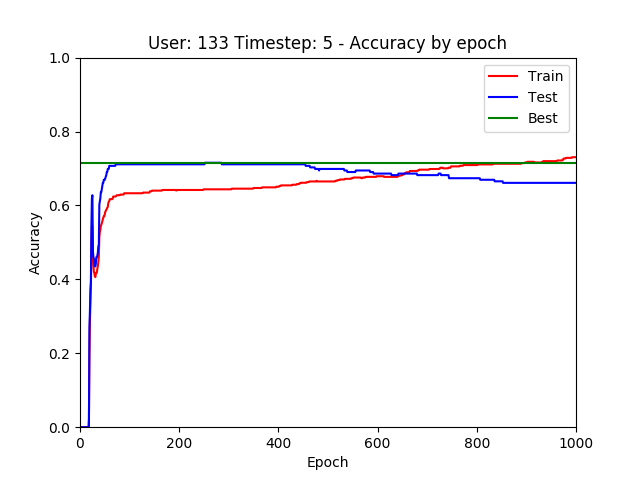 User: 133 Timestep: 5 - Accuracy by epoch
1.0
0.8
0.6
0.4
0.2
0.0
Accuracy
Train
Test
Best
0 200 400 600 800 1000
Epoch